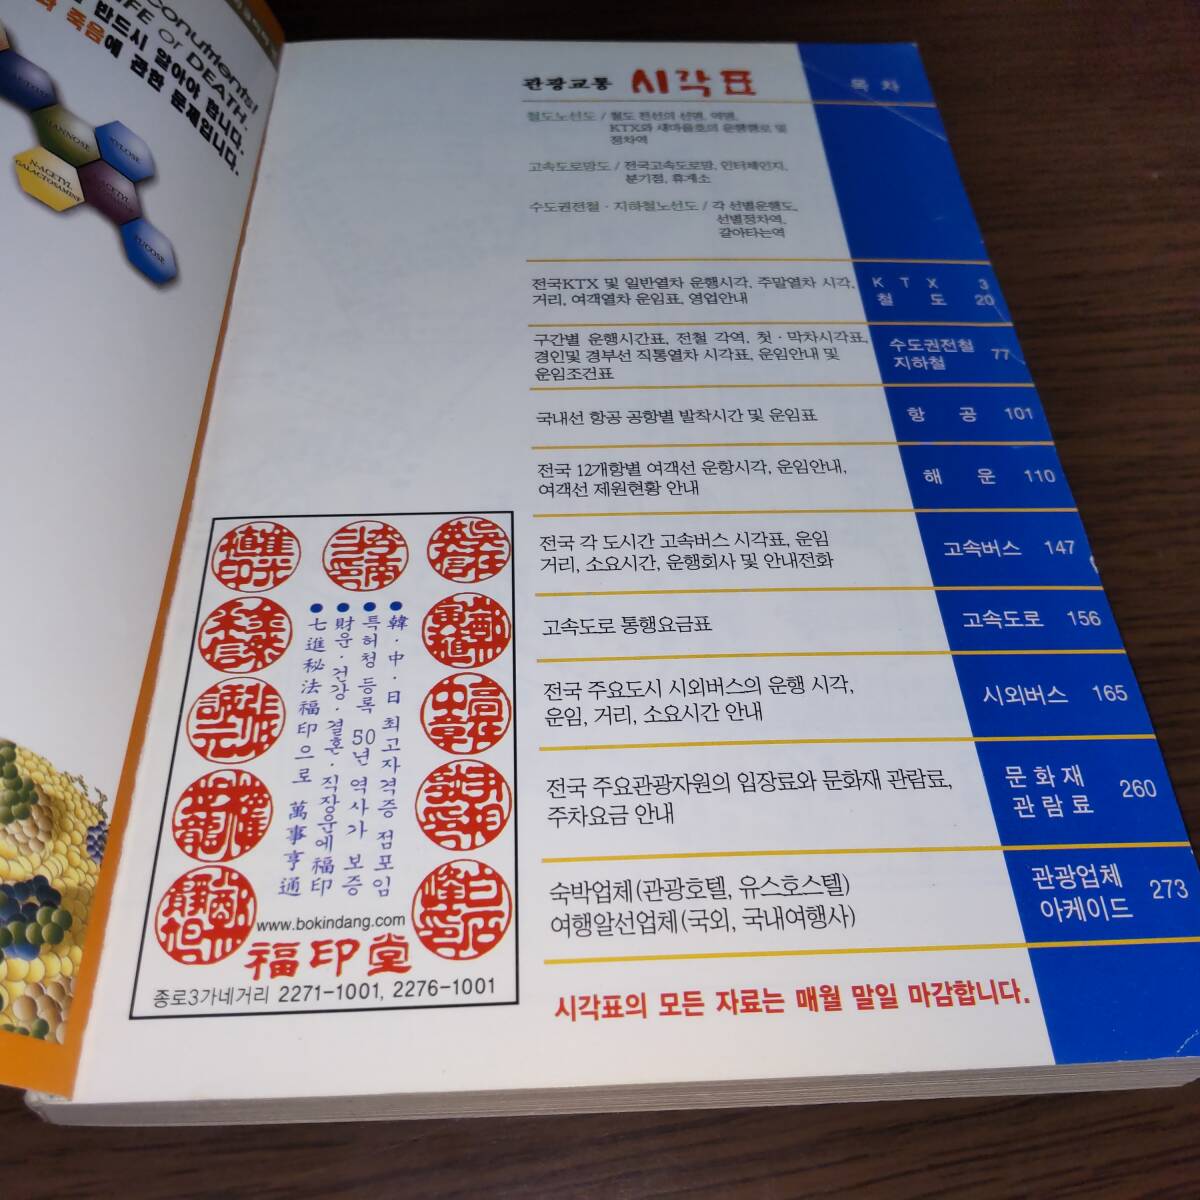 conutrients!
LIFE or DEATH.
반드시 알아야 합니다.
죽음에 관한 문제입니다.
MANNOSE
XYLOSE
N-ACETYL
GALACTOSAMINE
관광교통 시각표
목 차
철도노선도 / 철도 전선의 선명, 역명,
KTX와 새마을호의 운행행로 및
정차역
고속도로망도 / 전국고속도로망, 인터체인지,
분기점, 휴게소
수도권전철 · 지하철노선도 / 각 선별운행도,
선별정차역,
갈아타는역
전국KTX 및 일반열차 운행시각, 주말열차 시각,
거리, 여객열차 운임표, 영업안내
K T X 3
철 도 20
구간별 운행시간표, 전철 각역, 첫 · 막차시각표,
경인및 경부선 직통열차 시각표, 운임안내 및
운임조건표
수도권전철
지하철 77
국내선 항공 공항별 발착시간 및 운임표
항 공 101
전국 12개항별 여객선 운항시각, 운임안내,
여객선 제원현황 안내
해 운 110
전국 각 도시간 고속버스 시각표, 운임
거리, 소요시간, 운행회사 및 안내전화
고속버스 147
고속도로 통행요금표
고속도로 156
전국 주요도시 시외버스의 운행 시각,
운임, 거리, 소요시간 안내
시외버스 165
전국 주요관광자원의 입장료와 문화재 관람료,
주차요금 안내
문화재
관람료 260
숙박업체(관광호텔, 유스호스텔)
여행알선업체(국외, 국내여행사)
관광업체
아케이드 273
시각표의 모든 자료는 매월 말일 마감합니다.
● 韓·中·日 최고자격증 점포임
● 특허청 등록 50년 역사가 보증
● 財운·건강·결혼·직장운에 福印
● 七進秘法福印으로 萬事亨通
www.bokindang.com
福印堂
종로3가네거리 2271-1001, 2276-1001